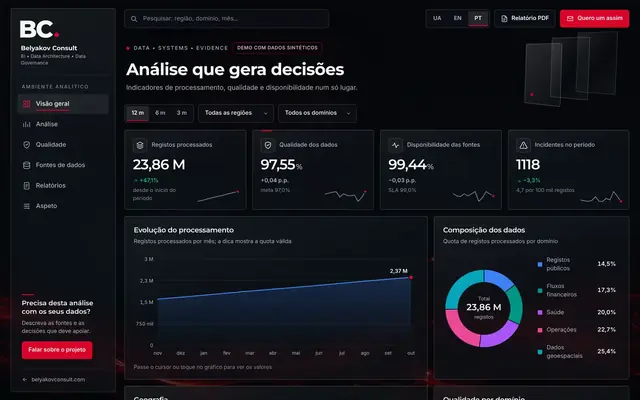 BC.
Belyakov Consult
BI • Data Architecture • Data
Governance
AMBIENTE ANALÍTICO
Visão geral
Análise
Qualidade
Fontes de dados
Relatórios
Aspeto
Precisa desta análise
com os seus dados?
Descreva as fontes e as
decisões que deve apoiar.
Falar sobre o projeto
← belyakovconsult.com
Pesquisar: região, domínio, mês...
UA EN PT
Relatório PDF
Quero um assim
DATA • SYSTEMS • EVIDENCE
DEMO COM DADOS SINTÉTICOS
Análise que gera decisões
Indicadores de processamento, qualidade e disponibilidade num só lugar.
12 m 6 m 3 m
Todas as regiões
Todos os domínios
Registos processados
23,86 M
+47,1%
desde o início do
período
Qualidade dos dados
97,55%
+0,04 p.p.
meta 97,0%
Disponibilidade das fontes
99,44%
−0,03 p.p.
SLA 99,0%
Incidentes no período
1118
−3,3%
4,7 por 100 mil registos
Evolução do processamento
Registos processados por mês; a dica mostra a quota válida
3 M
2,3 M
1,5 M
750 mil
0
2,37 M
nov dez jan fev mar abr mai jun jul ago set out
Passe o cursor ou toque no gráfico para ver os valores
Composição dos dados
Quota de registos processados por domínio
Total
23,86 M
registos
Registos
públicos
14,5%
Fluxos
financeiros
17,3%
Saúde
20,0%
Operações
22,7%
Dados
geoespaciais
25,4%
Geografia
Qualidade por domínio